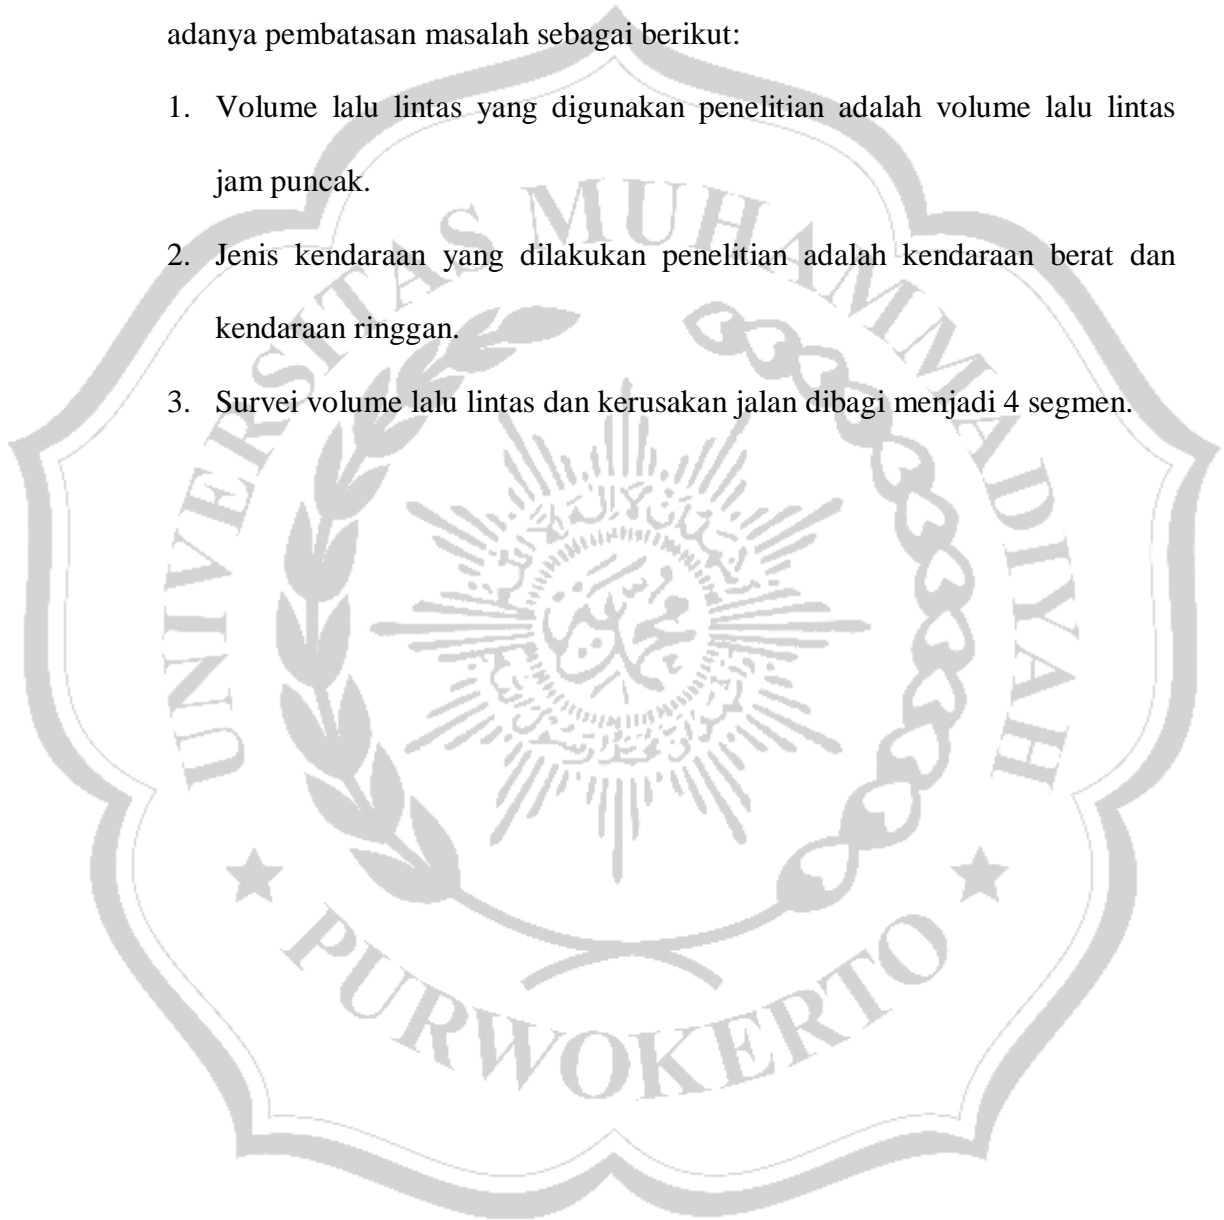 adanya pembatasan masalah sebagai berikut:
1. Volume lalu lintas yang digunakan penelitian adalah volume lalu lintas
jam puncak.
2. Jenis kendaraan yang dilakukan penelitian adalah kendaraan berat dan
kendaraan ringgan.
3. Survei volume lalu lintas dan kerusakan jalan dibagi menjadi 4 segmen.
UNIVERSITAS MUHAMMADIYAH
PURWOKERTO